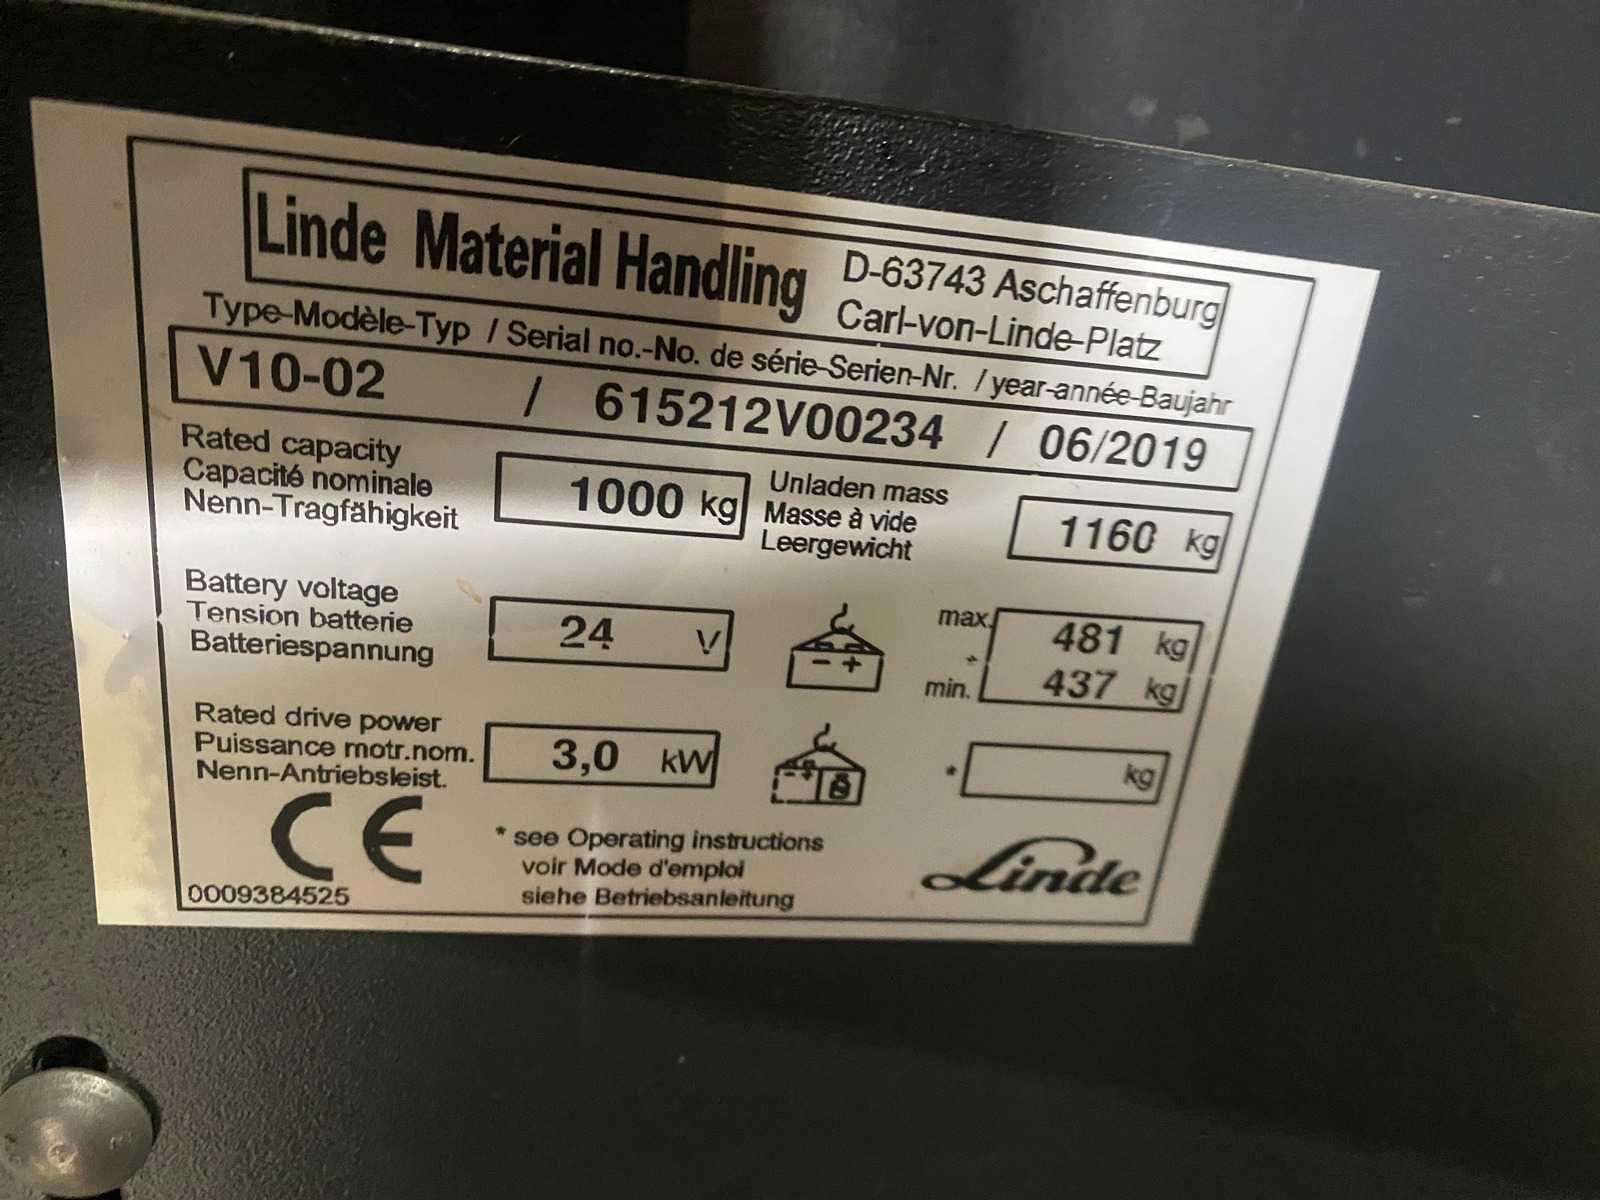 Linde Material Handling
D-63743 Aschaffenburg
Carl-von-Linde-Platz
Type-Modèle-Typ / Serial no.-No. de série-Serien-Nr. / year-année-Baujahr
V10-02 / 615212V00234 / 06/2019
Rated capacity
Capacité nominale
Nenn-Tragfähigkeit
1000 kg
Unladen mass
Masse à vide
Leergewicht
1160 kg
Battery voltage
Tension batterie
Batteriespannung
24 V
max. 481 kg
*
min. 437 kg
Rated drive power
Puissance motr.nom.
Nenn-Antriebsleist.
3,0 kW
* kg
CE
0009384525
* see Operating instructions
voir Mode d'emploi
siehe Betriebsanleitung
Linde